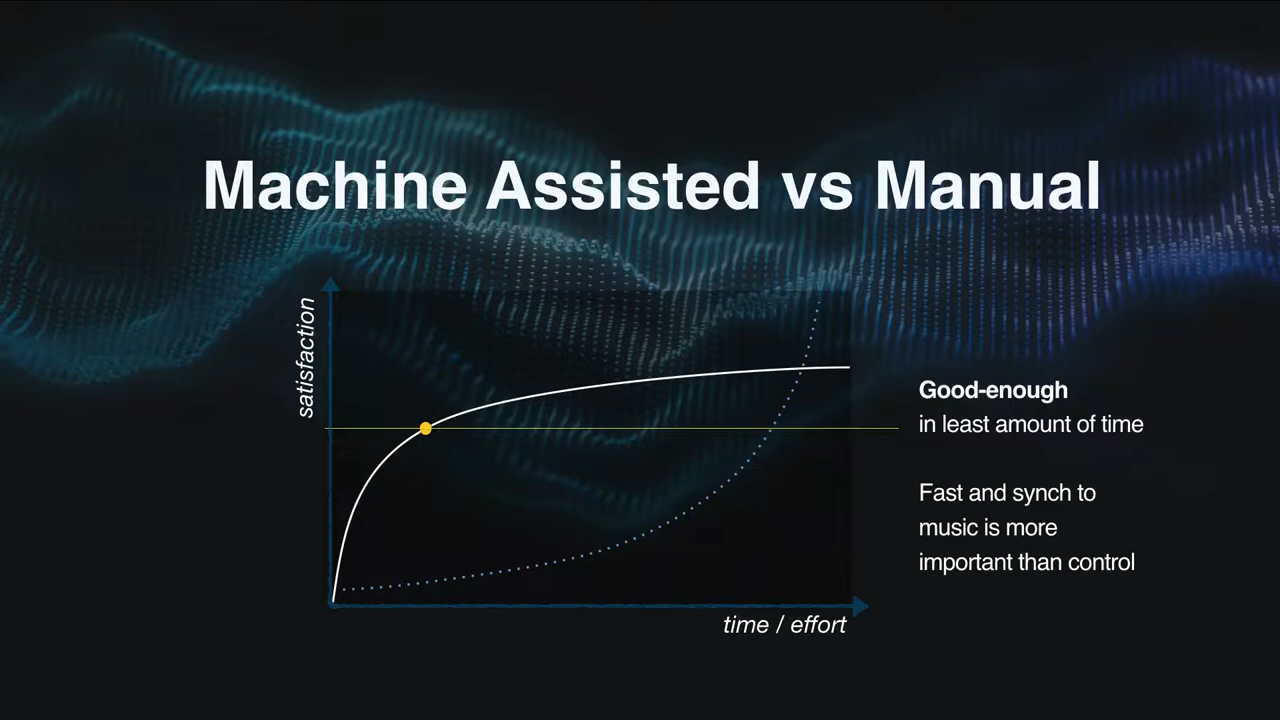 Machine Assisted vs Manual
satisfaction
Good-enough
in least amount of time
Fast and synch to
music is more
important than control
time / effort